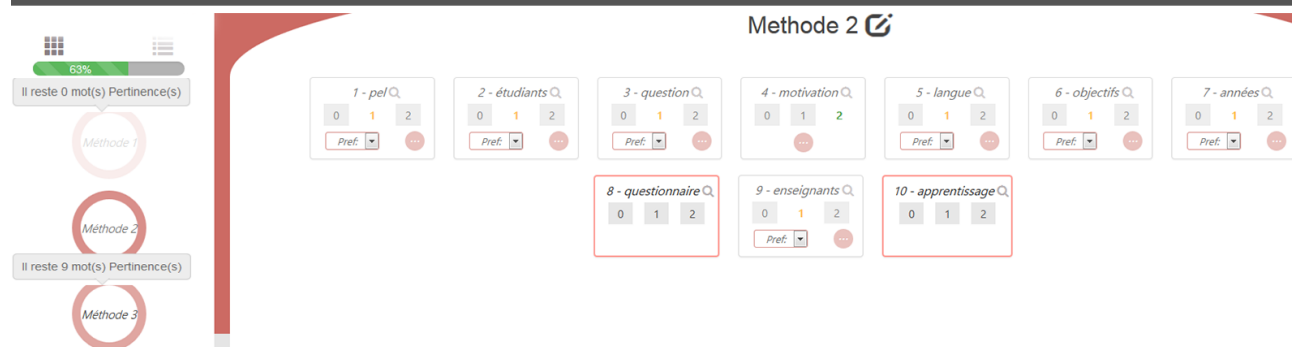 Methode 2
63%
Il reste 0 mot(s) Pertinence(s)
Méthode 1
Méthode 2
Il reste 9 mot(s) Pertinence(s)
Méthode 3
1 - pel
0 1 2
Pref:
2 - étudiants
0 1 2
Pref:
3 - question
0 1 2
Pref:
4 - motivation
0 1 2
5 - langue
0 1 2
Pref:
6 - objectifs
0 1 2
Pref:
7 - années
0 1 2
Pref:
8 - questionnaire
0 1 2
9 - enseignants
0 1 2
Pref:
10 - apprentissage
0 1 2